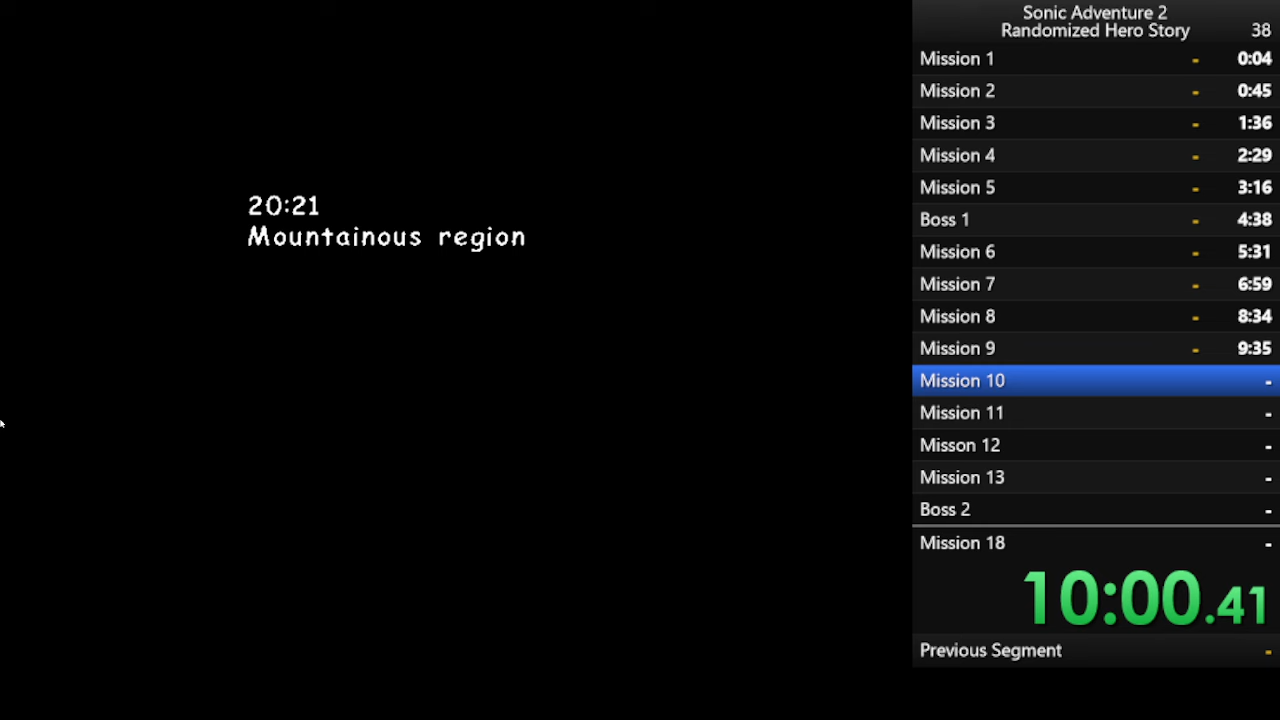 20:21
Mountainous region
Sonic Adventure 2
Randomized Hero Story 38
Mission 1 - 0:04
Mission 2 - 0:45
Mission 3 - 1:36
Mission 4 - 2:29
Mission 5 - 3:16
Boss 1 - 4:38
Mission 6 - 5:31
Mission 7 - 6:59
Mission 8 - 8:34
Mission 9 - 9:35
Mission 10 -
Mission 11 -
Misson 12 -
Mission 13 -
Boss 2 -
Mission 18 -
10:00.41
Previous Segment -